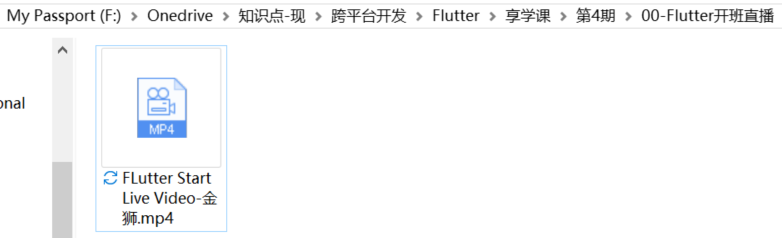 My Passport (F:) > Onedrive > 知识点-现 > 跨平台开发 > Flutter > 享学课 > 第4期 > 00-Flutter开班直播
onal
MP4
FLutter Start
Live Video-金
狮.mp4